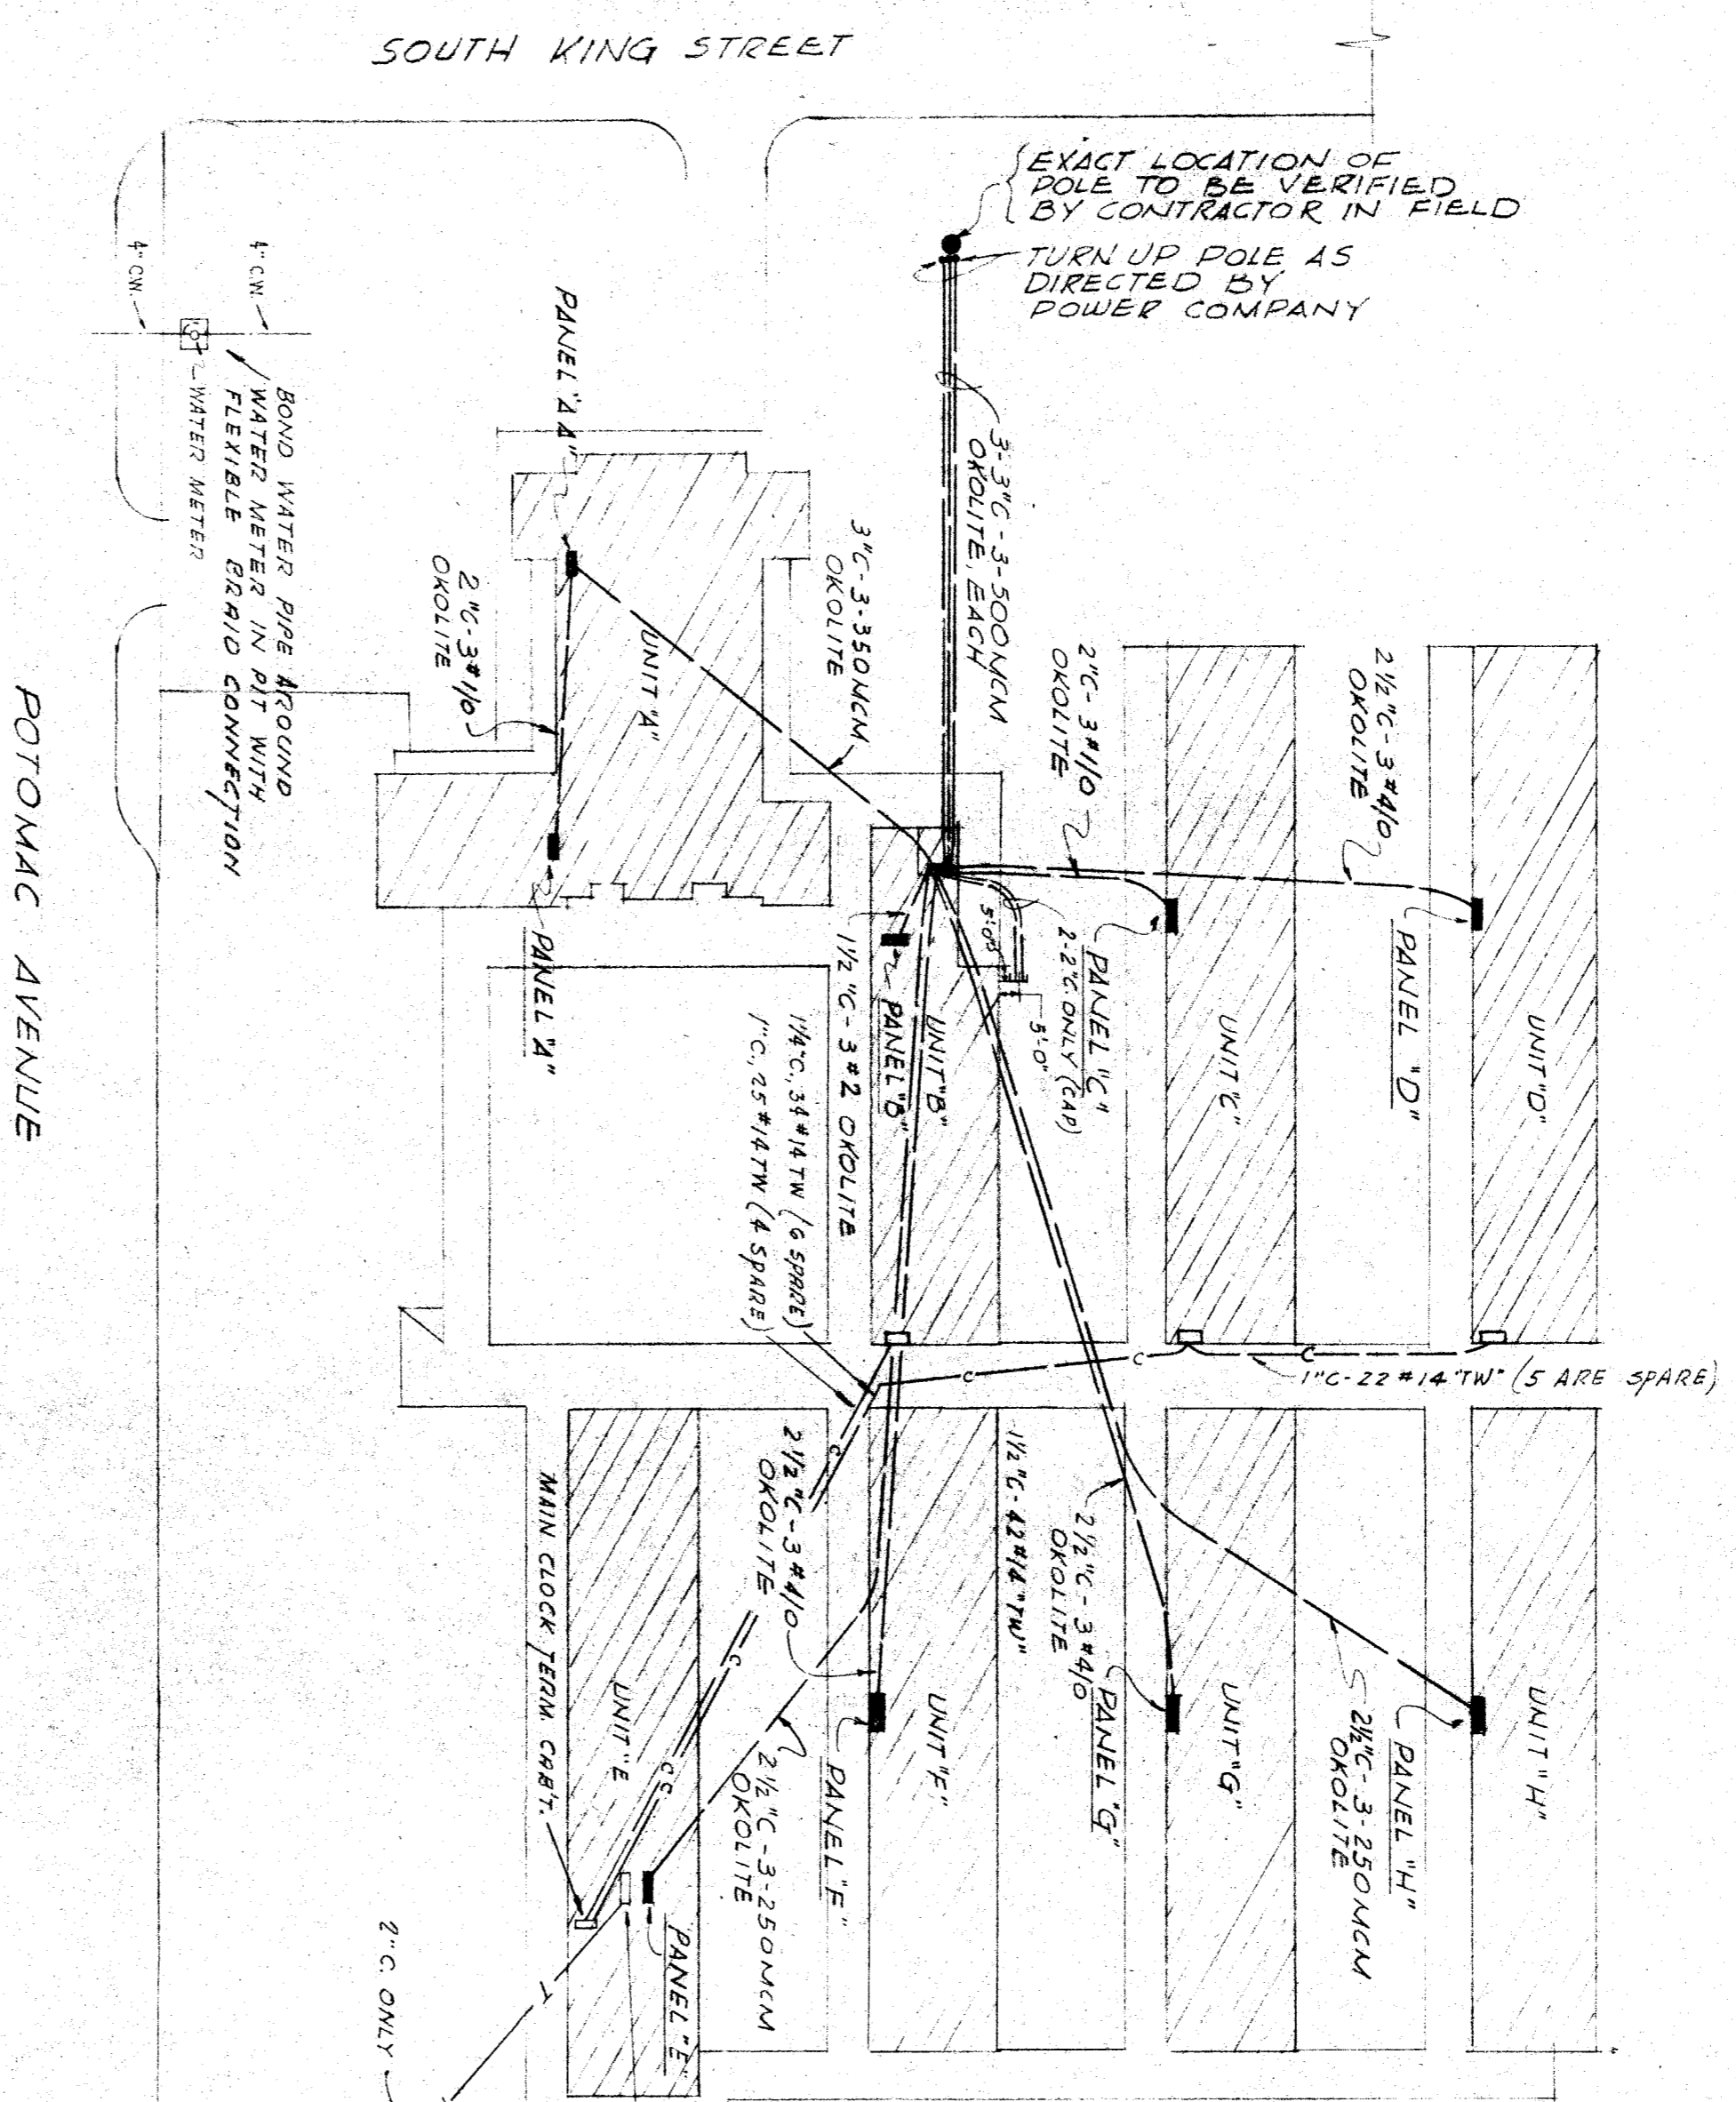 SOUTH KING STREET
EXACT LOCATION OF
POLE TO BE VERIFIED
BY CONTRACTOR IN FIELD
TURN UP POLE AS
DIRECTED BY
POWER COMPANY
4" C.W.
4" C.W.
WATER METER
BOND WATER PIPE AROUND
WATER METER IN PIT WITH
FLEXIBLE BRAID CONNECTION
POTOMAC AVENUE
PANEL "AA"
2"C-3#1/0
OKOLITE
UNIT "A"
3"C-3-350MCM
OKOLITE
3-3"C-3-500MCM
OKOLITE, EACH
2"C-3#1/0
OKOLITE
2 1/2"C-3#4/0
OKOLITE
PANEL "A"
1 1/2"C-3#2 OKOLITE
PANEL "B"
UNIT "B"
5'-0"
5'-0"
2-2"C. ONLY (CAP)
PANEL "C"
UNIT "C"
PANEL "D"
UNIT "D"
1 1/4"C, 34#14 TW (6 SPARE)
1"C, 25#14 TW (4 SPARE)
1"C-22#14"TW" (5 ARE SPARE)
C
C
C
C
C
C C
MAIN CLOCK TERM. CAB'T.
UNIT "E
PANEL "E"
2 1/2"C-3#4/0
OKOLITE
2 1/2"C-3-250MCM
OKOLITE
PANEL "F"
UNIT "F"
1 1/2"C-42#14"TW"
2 1/2"C-3#4/0
OKOLITE
PANEL "G"
UNIT "G"
2 1/2"C-3-250MCM
OKOLITE
PANEL "H"
UNIT "H"
2"C. ONLY